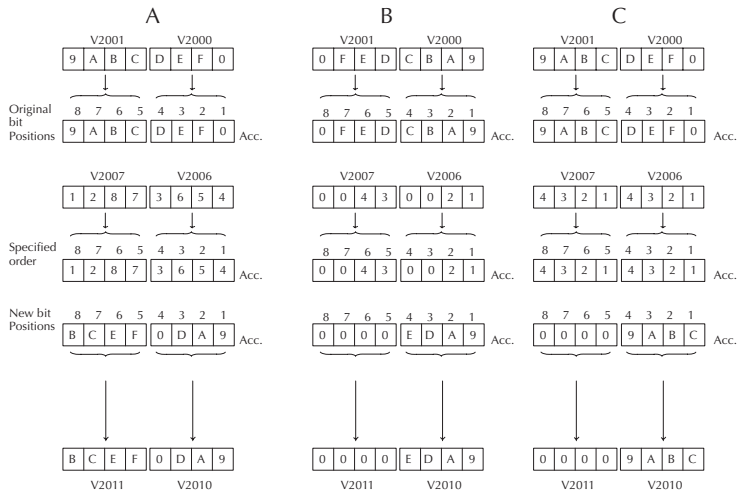 A B C
V2001 V2000 V2001 V2000 V2001 V2000
9 A B C D E F 0 0 F E D C B A 9 9 A B C D E F 0
Original
bit
Positions
8 7 6 5 4 3 2 1 8 7 6 5 4 3 2 1 8 7 6 5 4 3 2 1
9 A B C D E F 0 Acc. 0 F E D C B A 9 Acc. 9 A B C D E F 0 Acc.
V2007 V2006 V2007 V2006 V2007 V2006
1 2 8 7 3 6 5 4 0 0 4 3 0 0 2 1 4 3 2 1 4 3 2 1
Specified
order
8 7 6 5 4 3 2 1 8 7 6 5 4 3 2 1 8 7 6 5 4 3 2 1
1 2 8 7 3 6 5 4 Acc. 0 0 4 3 0 0 2 1 Acc. 4 3 2 1 4 3 2 1 Acc.
New bit
Positions
8 7 6 5 4 3 2 1 8 7 6 5 4 3 2 1 8 7 6 5 4 3 2 1
B C E F 0 D A 9 Acc. 0 0 0 0 E D A 9 Acc. 0 0 0 0 9 A B C Acc.
B C E F 0 D A 9 0 0 0 0 E D A 9 0 0 0 0 9 A B C
V2011 V2010 V2011 V2010 V2011 V2010